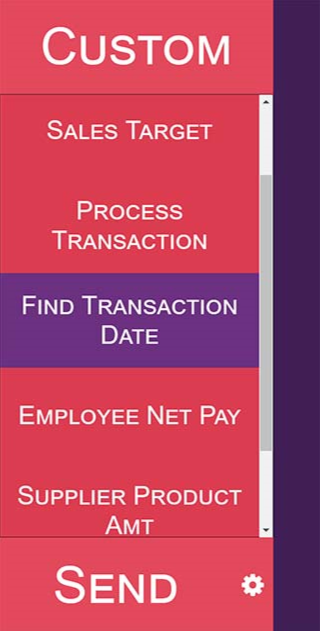 Custom
Sales Target
Process
Transaction
Find Transaction
Date
Employee Net Pay
Supplier Product
Amt
Send